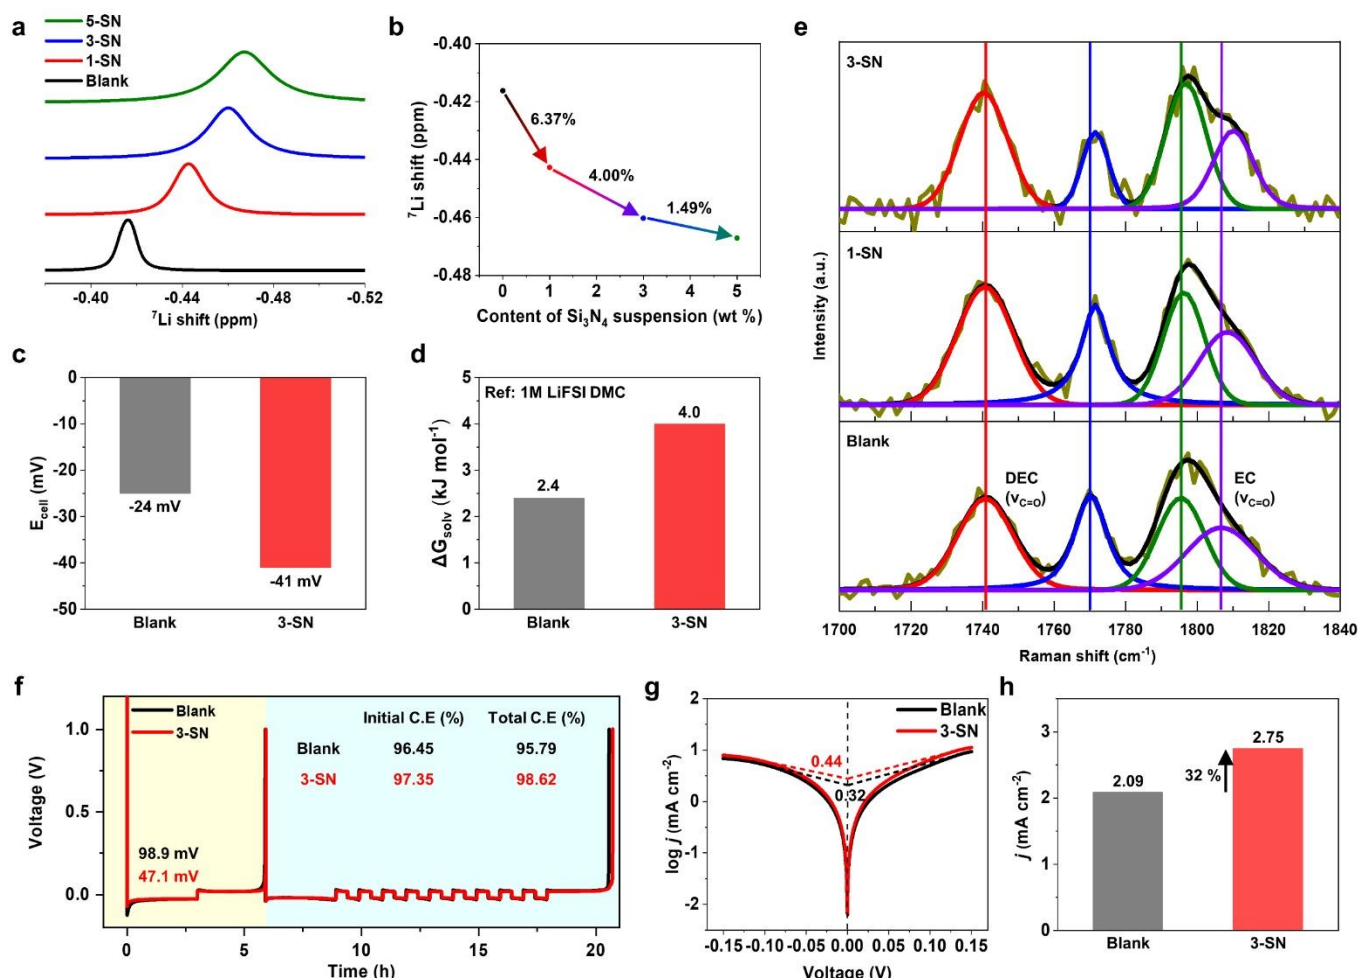 a
5-SN
3-SN
1-SN
Blank
-0.40 -0.44 -0.48 -0.52
⁷Li shift (ppm)
b
-0.40
-0.42
-0.44
-0.46
-0.48
⁷Li shift (ppm)
6.37%
4.00%
1.49%
0 1 2 3 4 5
Content of Si₃N₄ suspension (wt %)
c
0
-10
-20
-30
-40
-50
E_cell (mV)
-24 mV
-41 mV
Blank 3-SN
d
5
4
3
2
1
0
ΔG_solv (kJ mol⁻¹)
Ref: 1M LiFSI DMC
2.4
4.0
Blank 3-SN
e
Intensity (a.u.)
3-SN
1-SN
Blank
DEC
(ν_C=O)
EC
(ν_C=O)
1700 1720 1740 1760 1780 1800 1820 1840
Raman shift (cm⁻¹)
f
Voltage (V)
1.0
0.5
0.0
Blank
3-SN
Initial C.E (%) Total C.E (%)
Blank 96.45 95.79
3-SN 97.35 98.62
98.9 mV
47.1 mV
0 5 10 15 20
Time (h)
g
log j (mA cm⁻²)
2
1
0
-1
-2
Blank
3-SN
0.44
0.32
-0.15 -0.10 -0.05 0.00 0.05 0.10 0.15
Voltage (V)
h
j (mA cm⁻²)
3
2
1
0
2.09
32 %
2.75
Blank 3-SN